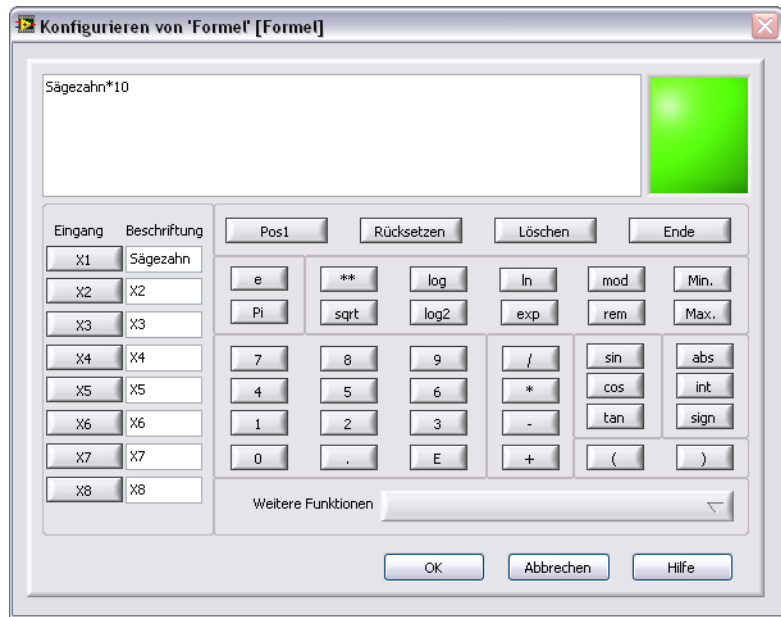 Konfigurieren von 'Formel' [Formel]
Sägezahn*10
Eingang Beschriftung
X1 Sägezahn
X2 X2
X3 X3
X4 X4
X5 X5
X6 X6
X7 X7
X8 X8
Pos1 Rücksetzen Löschen Ende
e ** log ln mod Min.
Pi sqrt log2 exp rem Max.
7 8 9 / sin abs
4 5 6 * cos int
1 2 3 - tan sign
0 . E + ( )
Weitere Funktionen
OK Abbrechen Hilfe